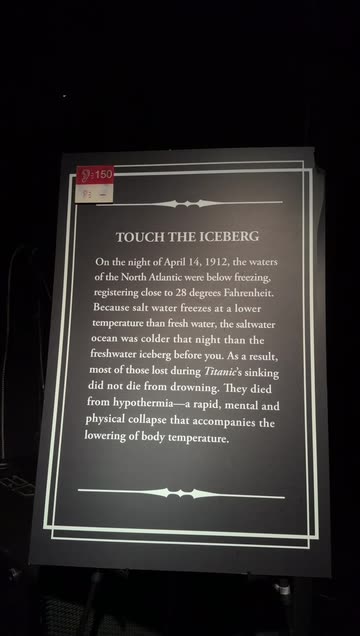 150
TOUCH THE ICEBERG
On the night of April 14, 1912, the waters
of the North Atlantic were below freezing,
registering close to 28 degrees Fahrenheit.
Because salt water freezes at a lower
temperature than fresh water, the saltwater
ocean was colder that night than the
freshwater iceberg before you. As a result,
most of those lost during Titanic's sinking
did not die from drowning. They died
from hypothermia—a rapid, mental and
physical collapse that accompanies the
lowering of body temperature.